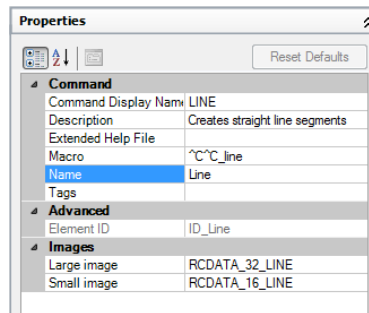 Properties
Reset Defaults
Command
Command Display Name LINE
Description Creates straight line segments
Extended Help File
Macro ^C^C_line
Name Line
Tags
Advanced
Element ID ID_Line
Images
Large image RCDATA_32_LINE
Small image RCDATA_16_LINE